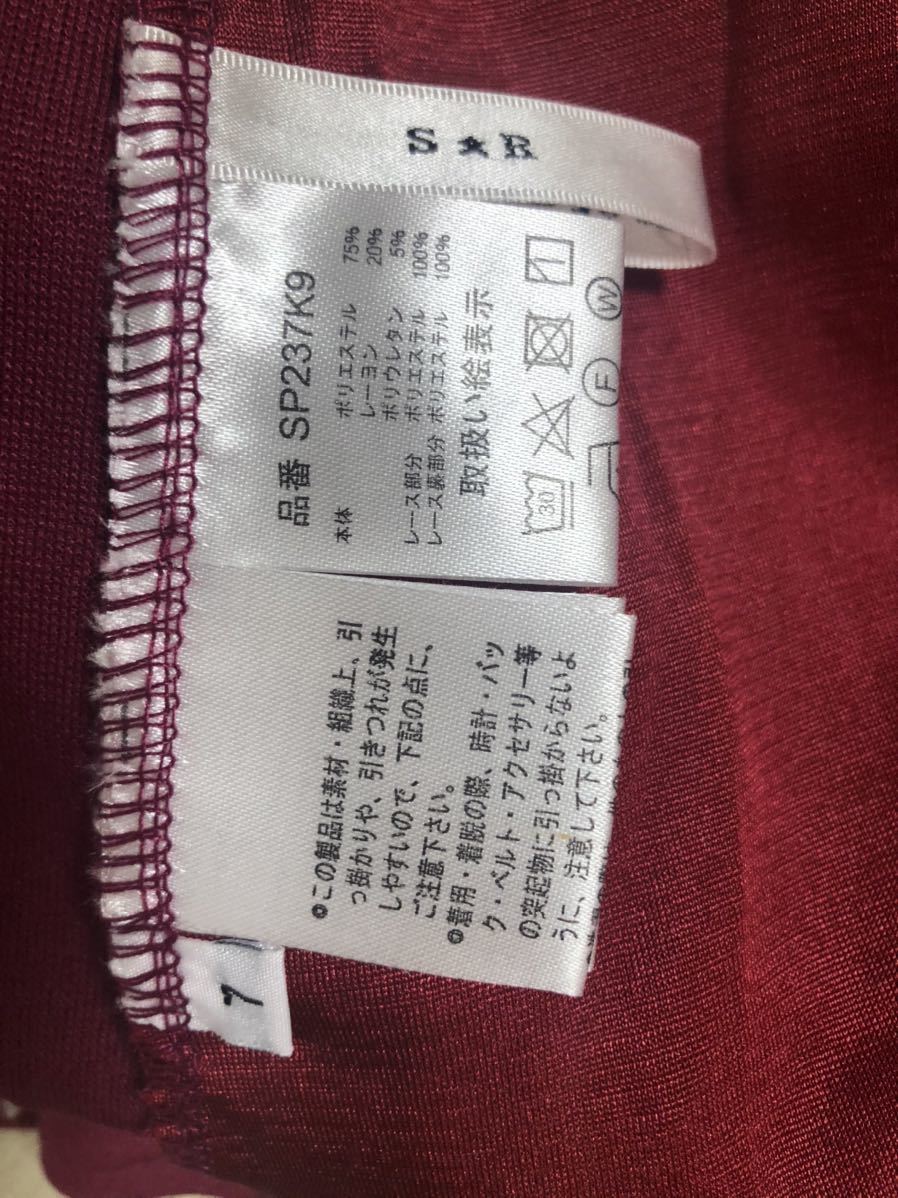 S★R
品番 SP237K9
本体 ポリエステル 75%
レーヨン 20%
ポリウレタン 5%
レース部分 ポリエステル 100%
レース裏部分 ポリエステル 100%
取扱い絵表示
30
F W
⦿この製品は素材・組織上、引
っ掛かりや、引きつれが発生
しやすいので、下記の点に、
ご注意下さい。
⦿着用・着脱の際、時計・バッ
ク・ベルト・アクセサリー等
の突起物に引っ掛からないよ
うに、注意して下さい。
7